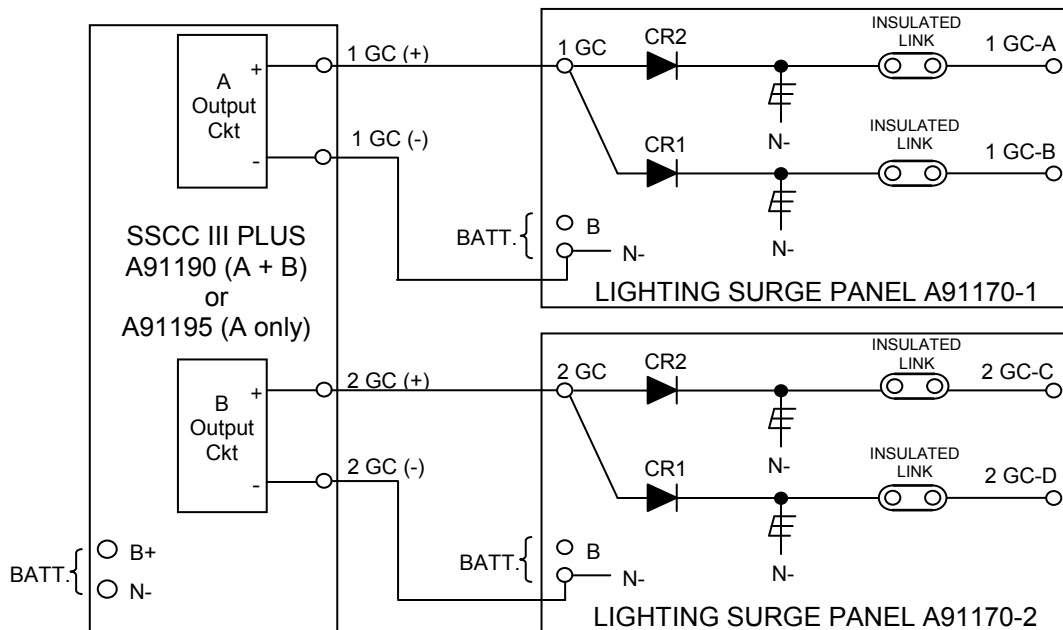 A
Output
Ckt
+
-
1 GC (+)
1 GC (-)
SSCC III PLUS
A91190 (A + B)
or
A91195 (A only)
B
Output
Ckt
+
-
2 GC (+)
2 GC (-)
BATT.
B+
N-
1 GC
CR2
N-
INSULATED
LINK
1 GC-A
CR1
N-
INSULATED
LINK
1 GC-B
BATT.
B
N-
LIGHTING SURGE PANEL A91170-1
2 GC
CR2
N-
INSULATED
LINK
2 GC-C
CR1
N-
INSULATED
LINK
2 GC-D
BATT.
B
N-
LIGHTING SURGE PANEL A91170-2